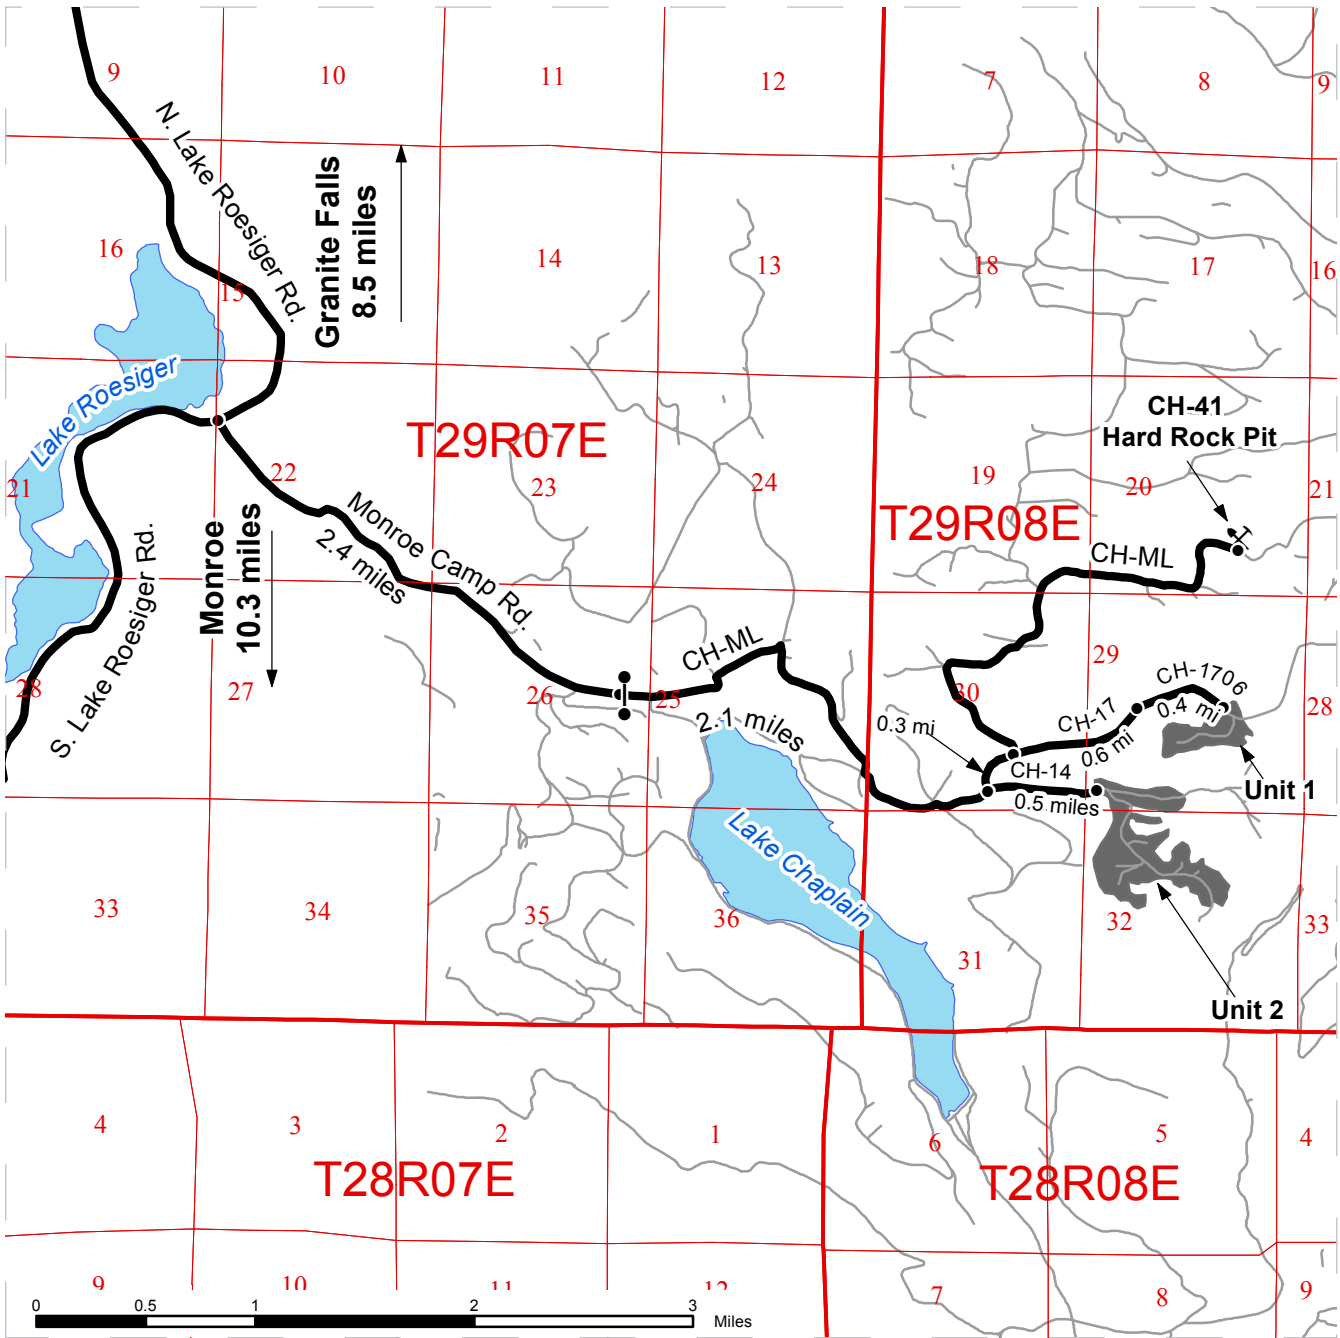 9
10
11
12
7
8
9
N. Lake Roesiger Rd.
Granite Falls
8.5 miles
16
15
14
13
18
17
16
Lake Roesiger
T29R07E
CH-41
Hard Rock Pit
21
22
23
24
19
20
21
T29R08E
Monroe
10.3 miles
Monroe Camp Rd.
2.4 miles
S. Lake Roesiger Rd.
CH-ML
CH-ML
28
27
26
25
30
29
28
2.1 miles
0.3 mi
CH-17
0.6 mi
CH-1706
0.4 mi
CH-14
0.5 miles
Unit 1
Lake Chaplain
33
34
35
36
31
32
33
Unit 2
4
3
2
1
6
5
4
T28R07E
T28R08E
9
10
11
12
7
8
9
0
0.5
1
2
3
Miles